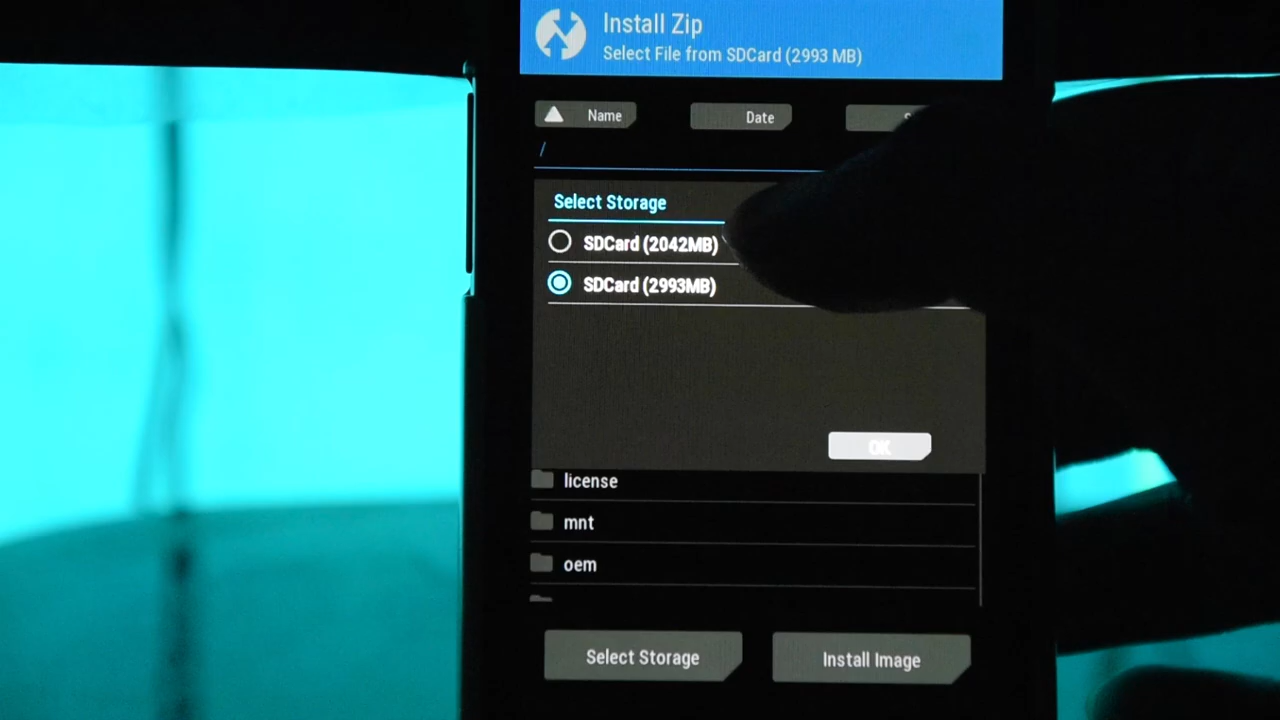 Install Zip
Select File from SDCard (2993 MB)
Name
Date
/
Select Storage
SDCard (2042MB)
SDCard (2993MB)
OK
license
mnt
oem
Select Storage
Install Image